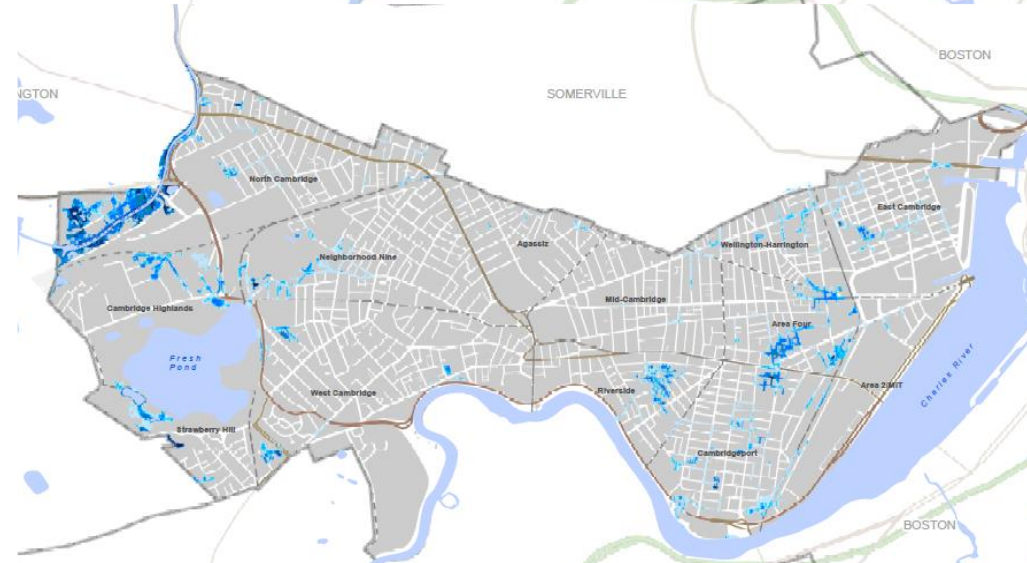 BOSTON
NGTON
SOMERVILLE
North Cambridge
East Cambridge
Agassiz
Wellington-Harrington
Neighborhood Nine
Mid-Cambridge
Cambridge Highlands
Area Four
Fresh
Pond
Charles River
Area 2/MIT
West Cambridge
Riverside
Strawberry Hill
Cambridgeport
BOSTON